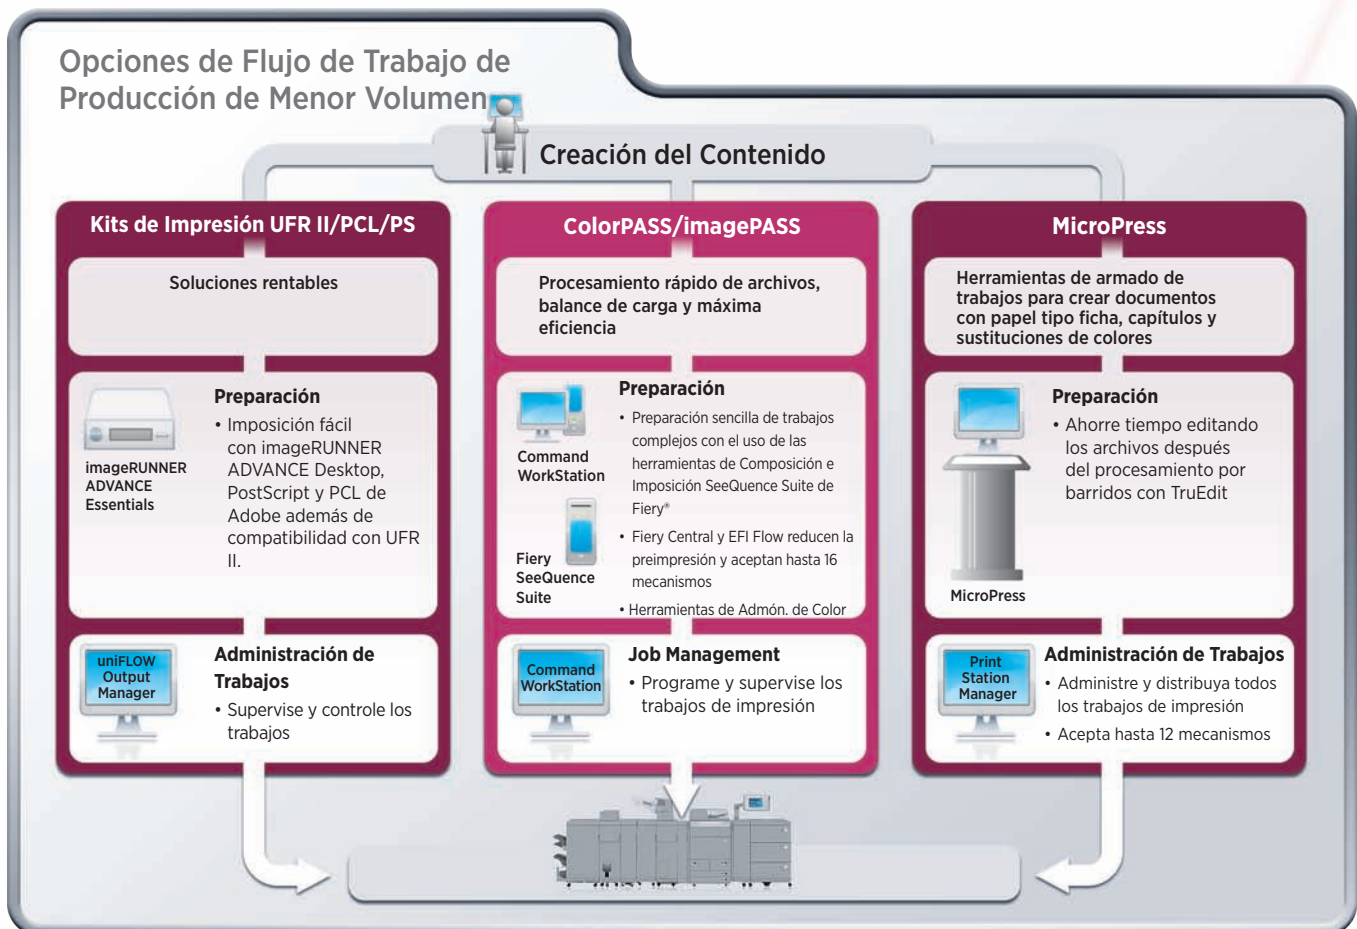 Opciones de Flujo de Trabajo de
Producción de Menor Volumen
Creación del Contenido
Kits de Impresión UFR II/PCL/PS
Soluciones rentables
imageRUNNER
ADVANCE
Essentials
Preparación
• Imposición fácil
con imageRUNNER
ADVANCE Desktop,
PostScript y PCL de
Adobe además de
compatibilidad con UFR
II.
uniFLOW
Output
Manager
Administración de
Trabajos
• Supervise y controle los
trabajos
ColorPASS/imagePASS
Procesamiento rápido de archivos,
balance de carga y máxima
eficiencia
Command
WorkStation
Fiery
SeeQuence
Suite
Preparación
• Preparación sencilla de trabajos
complejos con el uso de las
herramientas de Composición e
Imposición SeeQuence Suite de
Fiery®
• Fiery Central y EFI Flow reducen la
preimpresión y aceptan hasta 16
mecanismos
• Herramientas de Admón. de Color
Command
WorkStation
Job Management
• Programe y supervise los
trabajos de impresión
MicroPress
Herramientas de armado de
trabajos para crear documentos
con papel tipo ficha, capítulos y
sustituciones de colores
MicroPress
Preparación
• Ahorre tiempo editando
los archivos después
del procesamiento por
barridos con TruEdit
Print
Station
Manager
Administración de Trabajos
• Administre y distribuya todos
los trabajos de impresión
• Acepta hasta 12 mecanismos